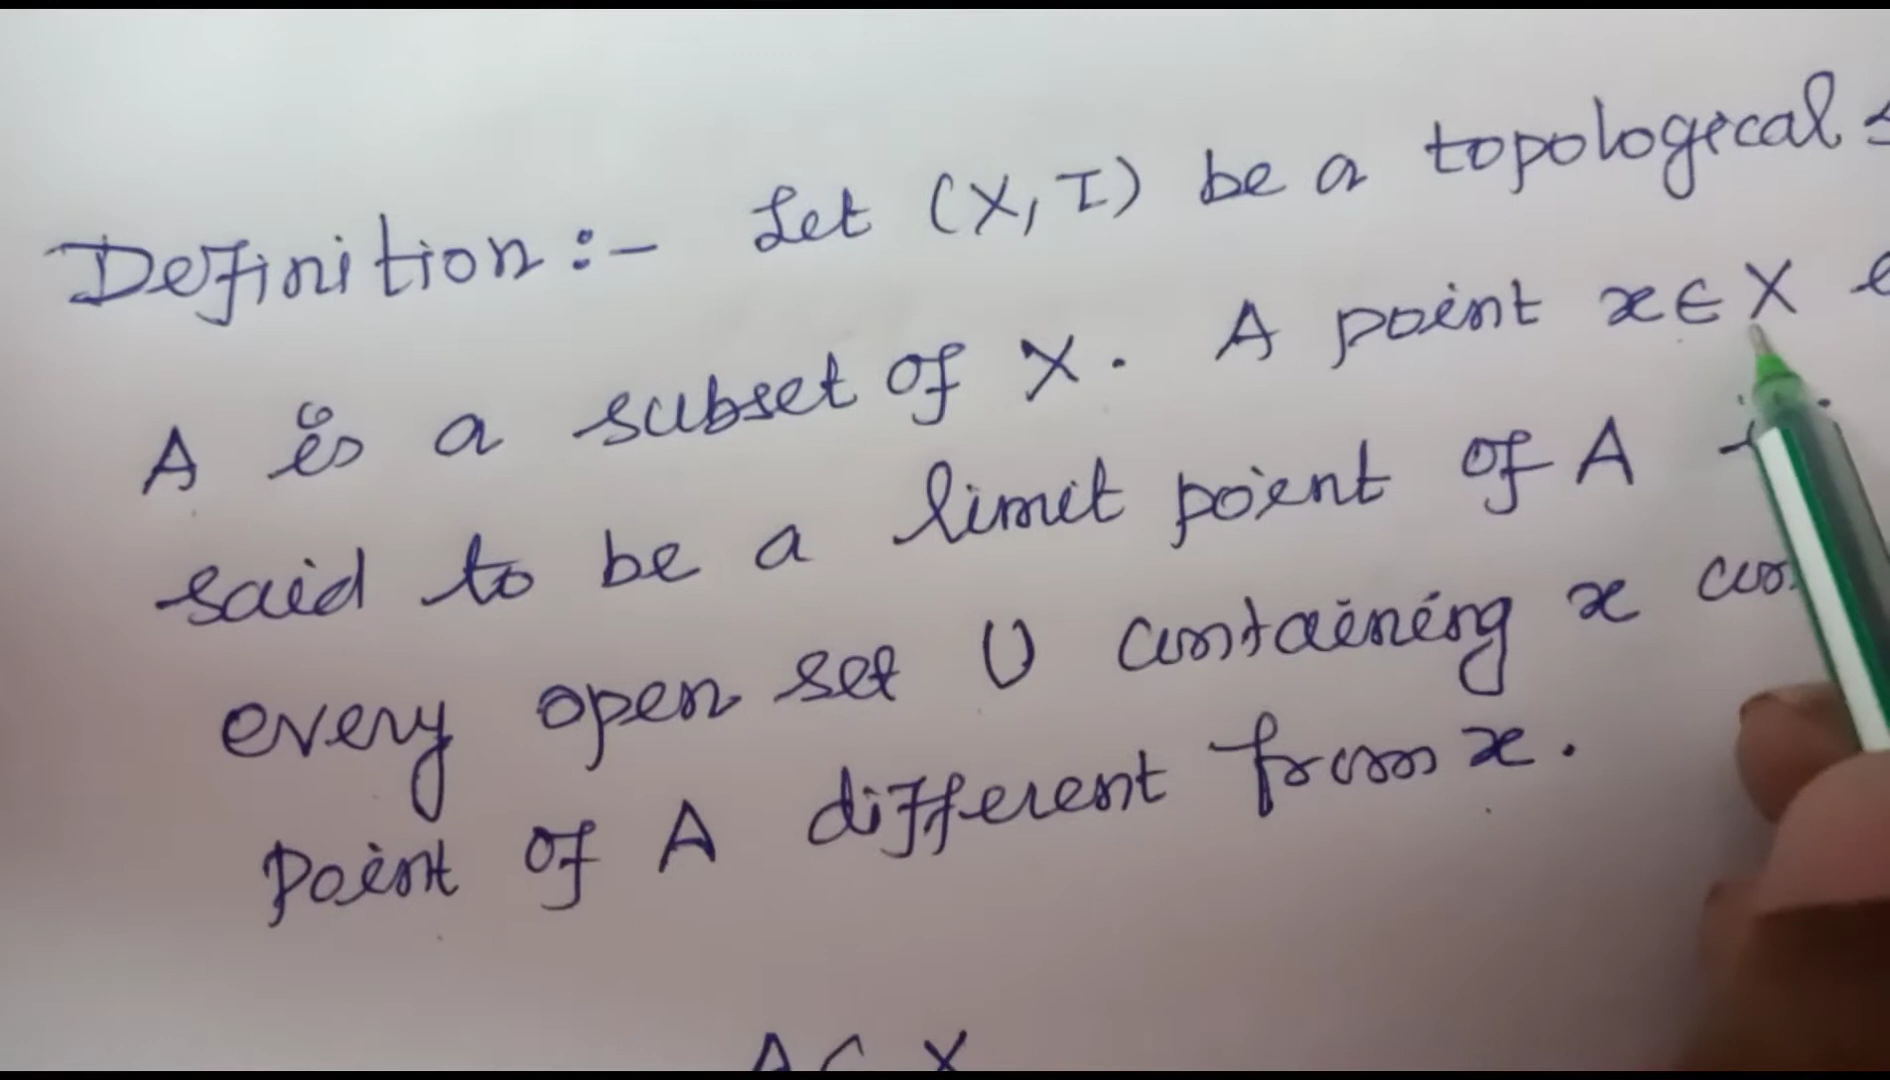 Definition :- Let (X, τ) be a topological
A is a subset of X. A point x∈X
said to be a limit point of A
every open set U containing x
Point of A different from x.
A ⊂ X